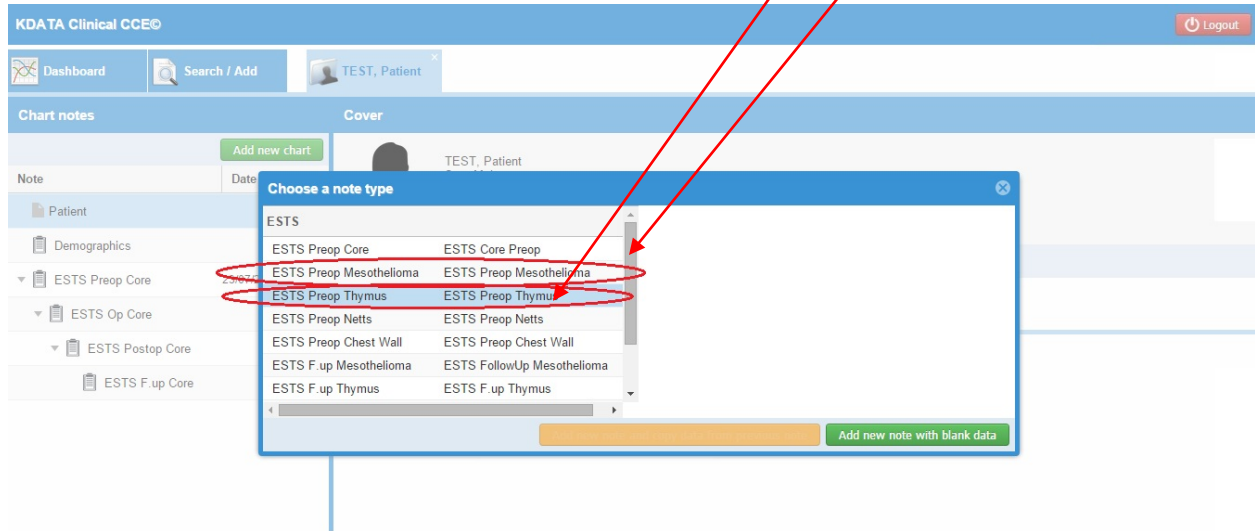 KDATA Clinical CCE©
Logout
Dashboard
Search / Add
TEST, Patient
Chart notes
Cover
Add new chart
TEST, Patient
Note Date
Patient
Demographics
ESTS Preop Core
ESTS Op Core
ESTS Postop Core
ESTS F.up Core
Choose a note type
ESTS
ESTS Preop Core ESTS Core Preop
ESTS Preop Mesothelioma ESTS Preop Mesothelioma
ESTS Preop Thymus ESTS Preop Thymus
ESTS Preop Netts ESTS Preop Netts
ESTS Preop Chest Wall ESTS Preop Chest Wall
ESTS F.up Mesothelioma ESTS FollowUp Mesothelioma
ESTS F.up Thymus ESTS F.up Thymus
Add new note with blank data